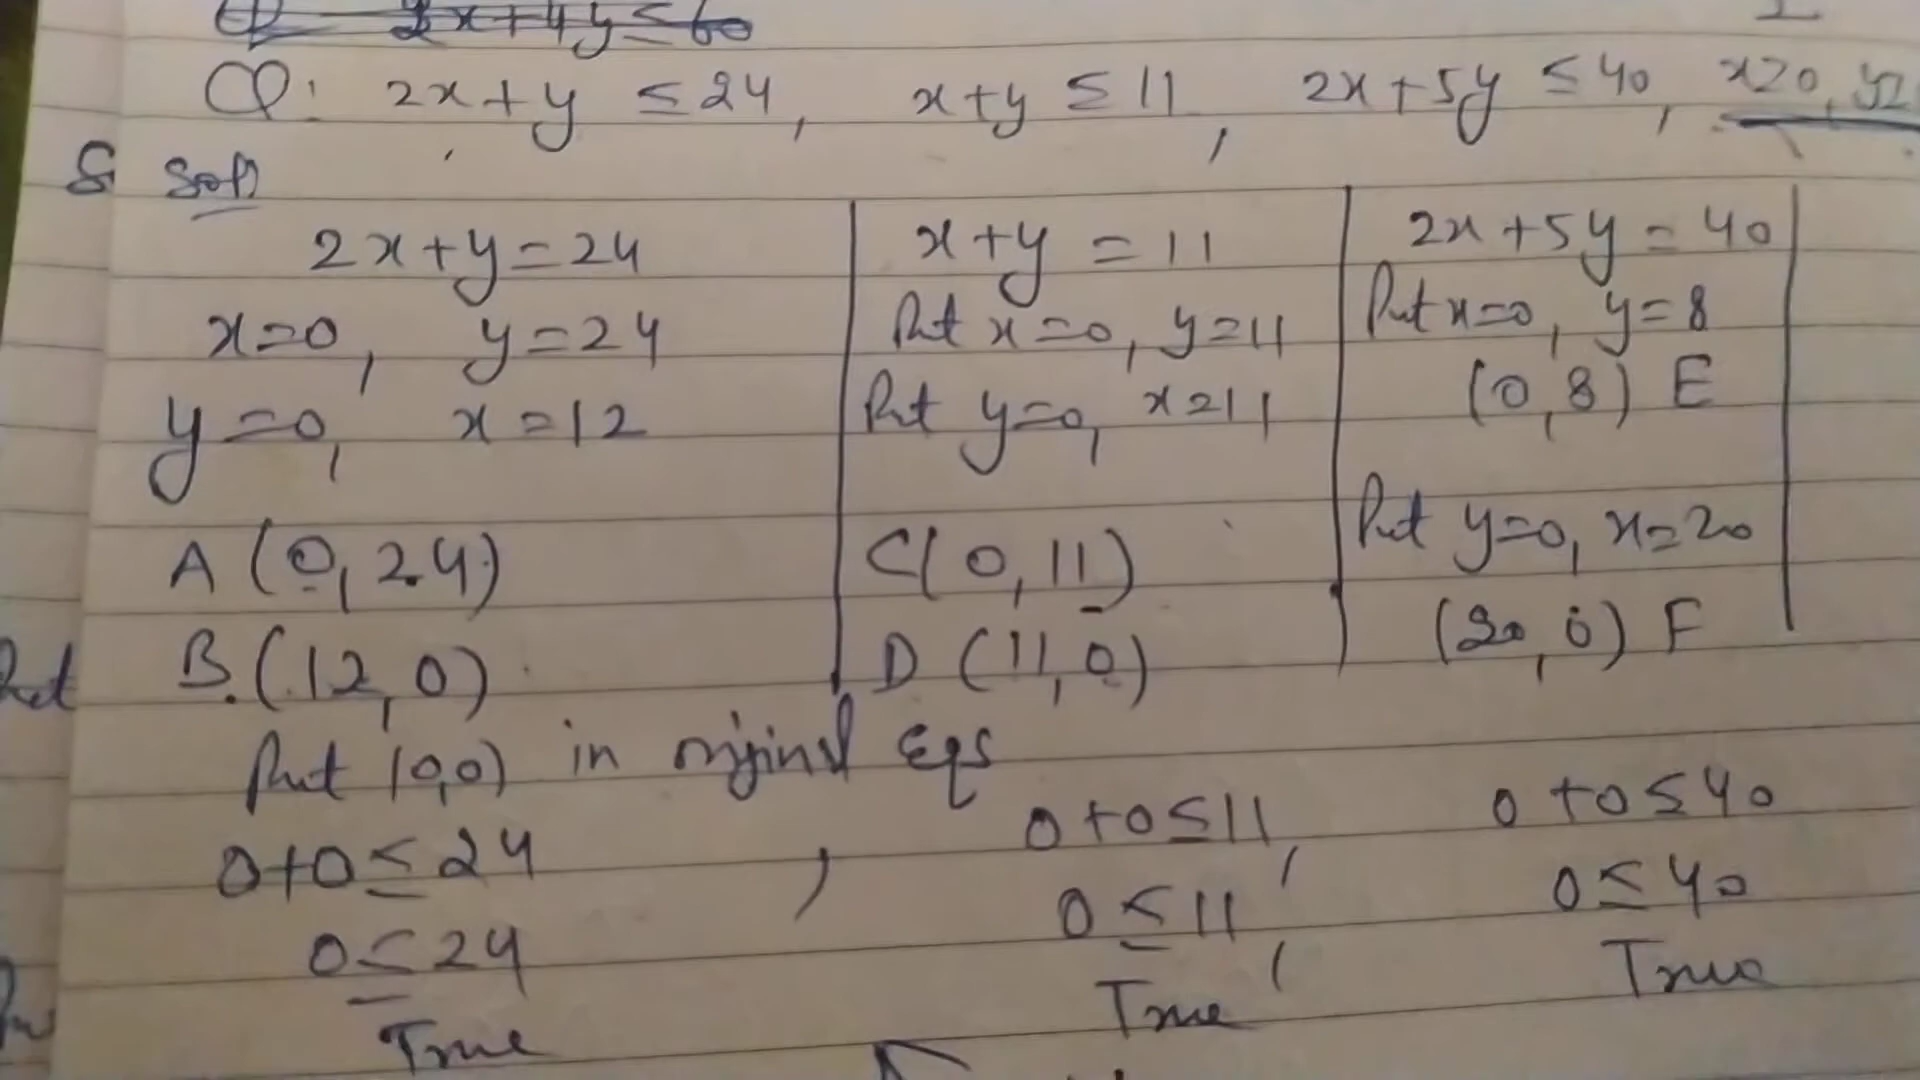 2x+4y≤60
Q: 2x+y ≤24, x+y ≤11, 2x+5y ≤40, x≥0, y≥
Sol)
2x+y=24
x=0, y=24
y=0, x=12
A (0,24)
B.(12,0)
x+y = 11
Put x=0, y=11
Put y=0, x=11
C(0,11)
D (11,0)
2x+5y=40
Put x=0, y=8
(0,8) E
Put y=0, x=20
(20,0) F
Put (0,0) in original Eqs
0+0≤24, 0+0≤11, 0+0≤40
0≤24 0≤11, 0≤40
True True True